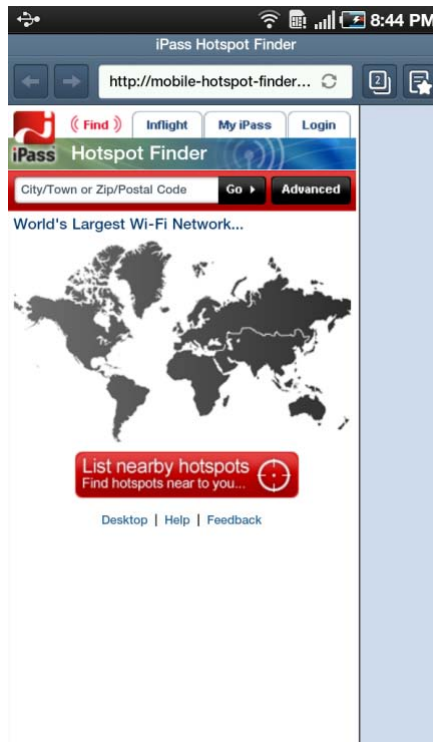 8:44 PM
iPass Hotspot Finder
http://mobile-hotspot-finder... 2
Find Inflight My iPass Login
iPass Hotspot Finder
City/Town or Zip/Postal Code Go Advanced
World's Largest Wi-Fi Network...
List nearby hotspots
Find hotspots near to you...
Desktop | Help | Feedback